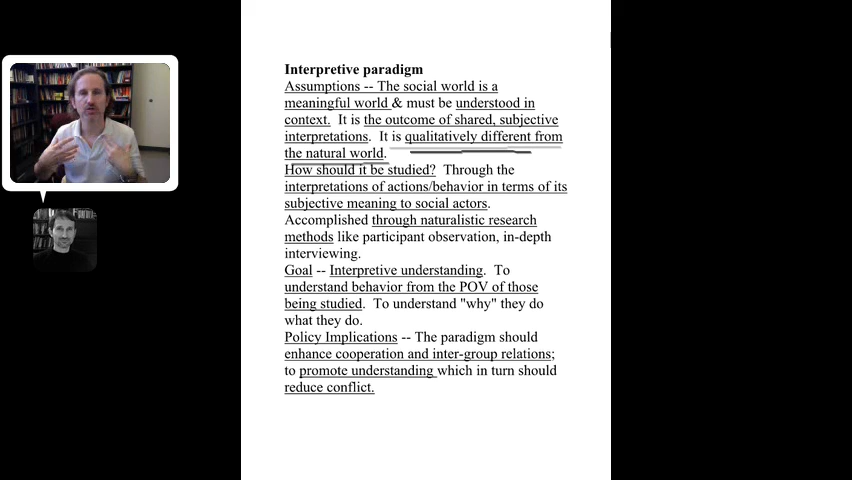 Interpretive paradigm
Assumptions -- The social world is a
meaningful world & must be understood in
context. It is the outcome of shared, subjective
interpretations. It is qualitatively different from
the natural world.
How should it be studied? Through the
interpretations of actions/behavior in terms of its
subjective meaning to social actors.
Accomplished through naturalistic research
methods like participant observation, in-depth
interviewing.
Goal -- Interpretive understanding. To
understand behavior from the POV of those
being studied. To understand "why" they do
what they do.
Policy Implications -- The paradigm should
enhance cooperation and inter-group relations;
to promote understanding which in turn should
reduce conflict.